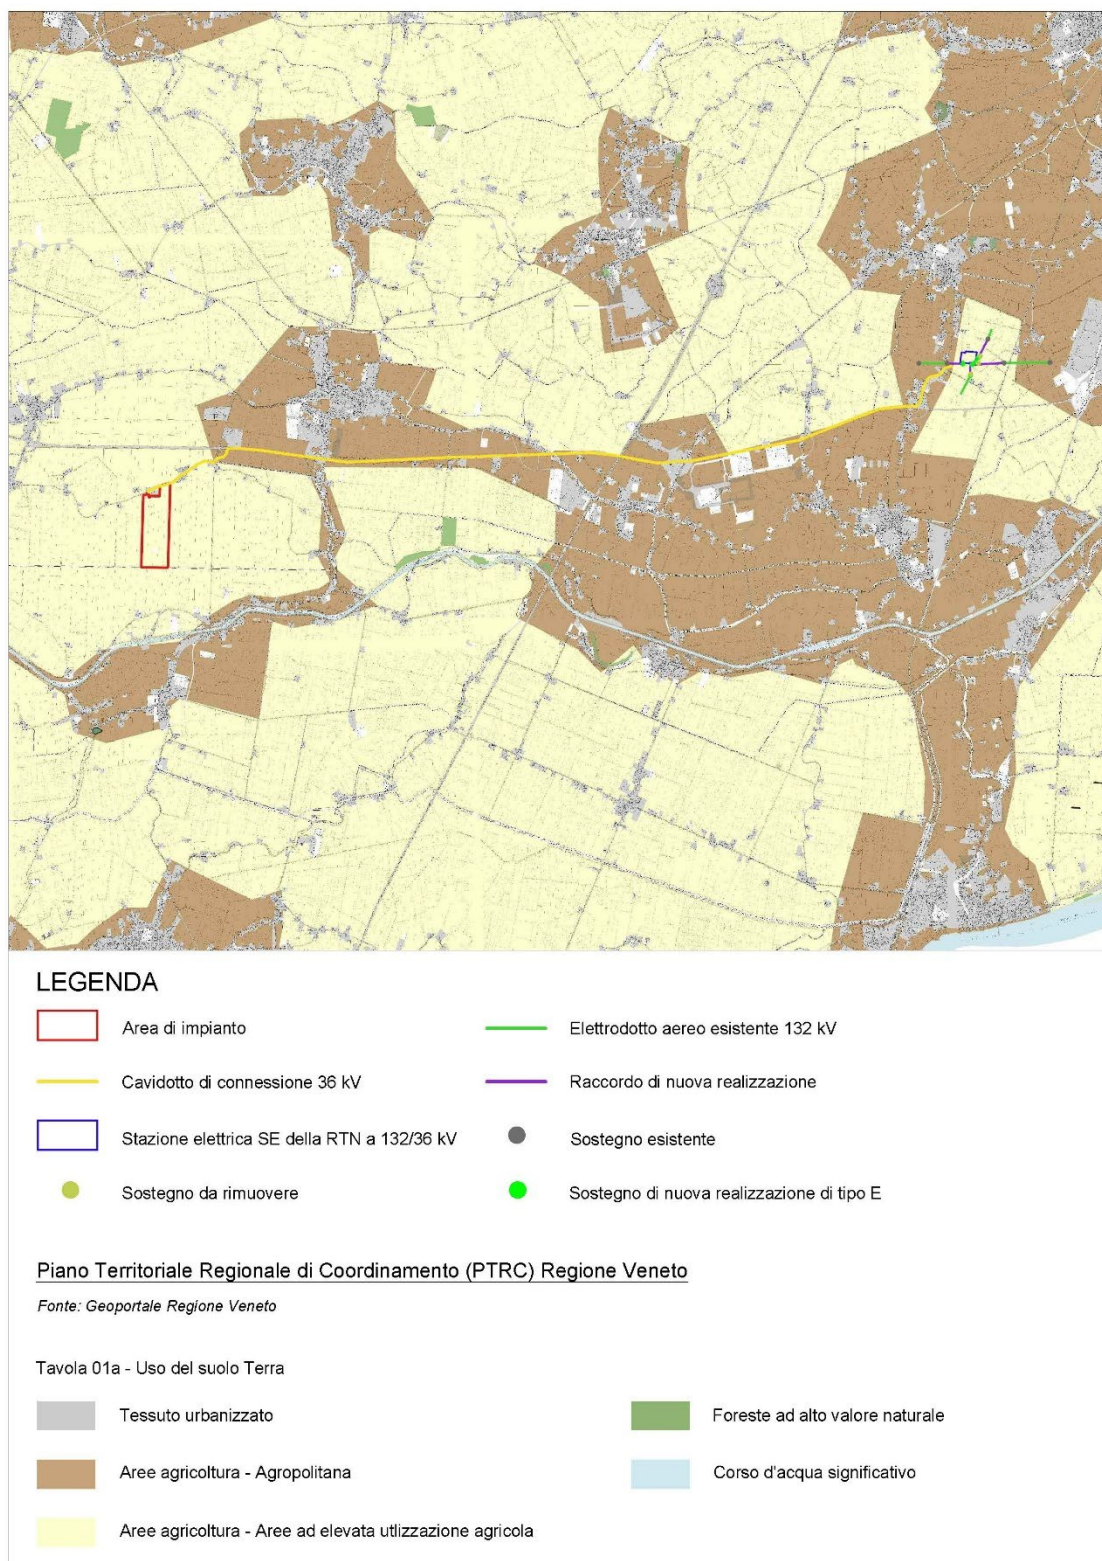 LEGENDA
Area di impianto
Elettrodotto aereo esistente 132 kV
Cavidotto di connessione 36 kV
Raccordo di nuova realizzazione
Stazione elettrica SE della RTN a 132/36 kV
Sostegno esistente
Sostegno da rimuovere
Sostegno di nuova realizzazione di tipo E
Piano Territoriale Regionale di Coordinamento (PTRC) Regione Veneto
Fonte: Geoportale Regione Veneto
Tavola 01a - Uso del suolo Terra
Tessuto urbanizzato
Foreste ad alto valore naturale
Aree agricoltura - Agropolitana
Corso d'acqua significativo
Aree agricoltura - Aree ad elevata utlizzazione agricola